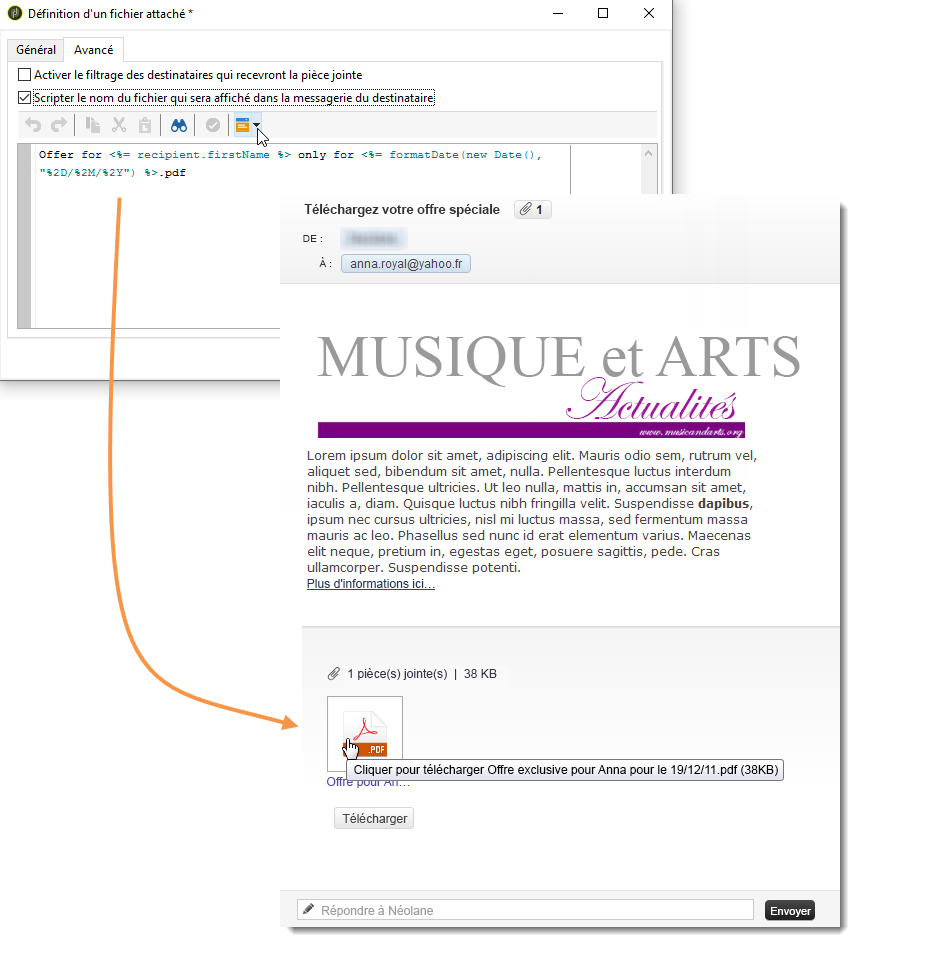 Définition d'un fichier attaché *
Général
Avancé
Activer le filtrage des destinataires qui recevront la pièce jointe
Scripter le nom du fichier qui sera affiché dans la messagerie du destinataire
Offer for <%= recipient.firstName %> only for <%= formatDate(new Date(),
"%2D/%2M/%2Y") %>.pdf
Téléchargez votre offre spéciale
1
DE :
À :
anna.royal@yahoo.fr
MUSIQUE et ARTS
Actualités
www.musicandarts.org
Lorem ipsum dolor sit amet, adipiscing elit. Mauris odio sem, rutrum vel,
aliquet sed, bibendum sit amet, nulla. Pellentesque luctus interdum
nibh. Pellentesque ultricies. Ut leo nulla, mattis in, accumsan sit amet,
iaculis a, diam. Quisque luctus nibh fringilla velit. Suspendisse dapibus,
ipsum nec cursus ultricies, nisl mi luctus massa, sed fermentum massa
mauris ac leo. Phasellus sed nunc id erat elementum varius. Maecenas
elit neque, pretium in, egestas eget, posuere sagittis, pede. Cras
ullamcorper. Suspendisse potenti.
Plus d'informations ici...
1 pièce(s) jointe(s) | 38 KB
.PDF
Cliquer pour télécharger Offre exclusive pour Anna pour le 19/12/11.pdf (38KB)
Offre pour An...
Télécharger
Répondre à Néolane
Envoyer